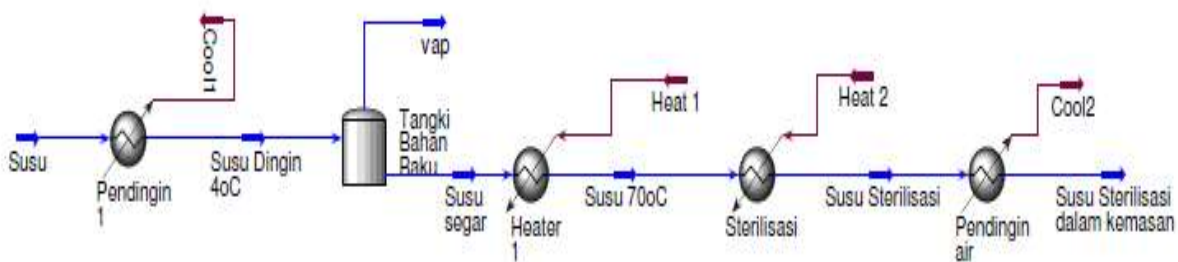 Cool1
vap
Heat 1
Heat 2
Cool2
Susu
Pendingin
1
Susu Dingin
4oC
Tangki
Bahan
Baku
Susu
segar
Heater
1
Susu 70oC
Sterilisasi
Susu Sterilisasi
Pendingin
air
Susu Sterilisasi
dalam kemasan